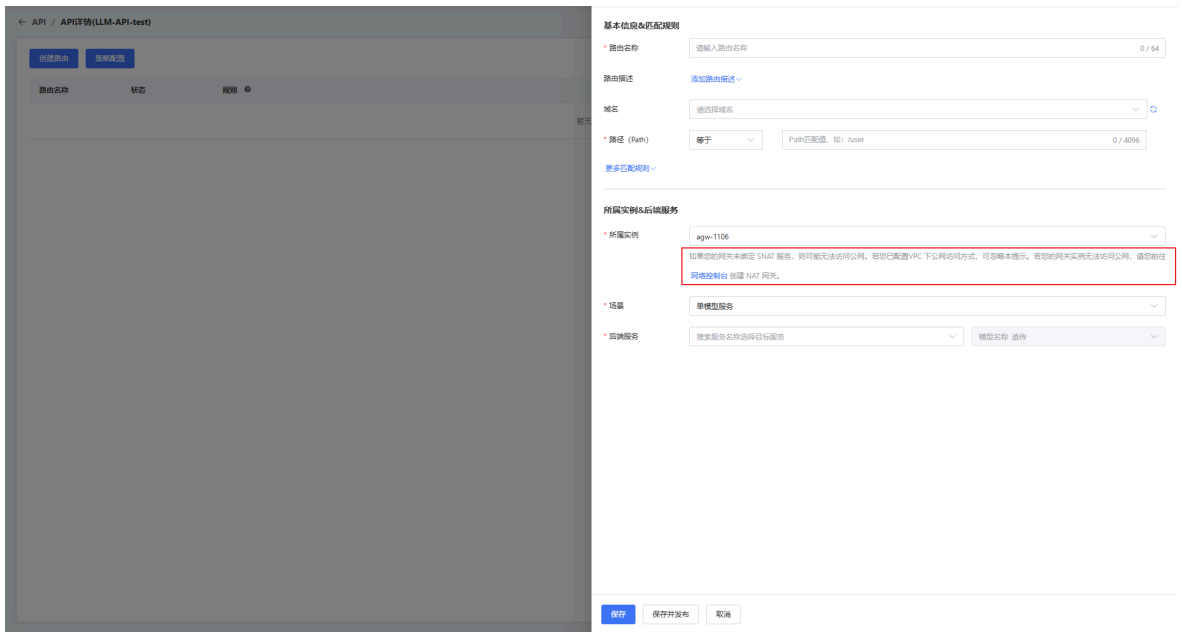 ← API / API详情(LLM-API-test)
创建路由 策略配置
路由名称 状态 规则
暂无
基本信息&匹配规则
* 路由名称 请输入路由名称 0 / 64
路由描述 添加路由描述
域名 请选择域名
* 路径 (Path) 等于 Path匹配值，如：/user 0 / 4096
更多匹配规则
所属实例&后端服务
* 所属实例 agw-1106
如果您的网关未绑定 SNAT 服务，则可能无法访问公网。若您已配置VPC 下公网访问方式，可忽略本提示。若您的网关实例无法访问公网，请您前往
网络控制台 创建 NAT 网关。
* 场景 单模型服务
* 后端服务 搜索服务名称选择目标服务 模型名称 透传
保存 保存并发布 取消